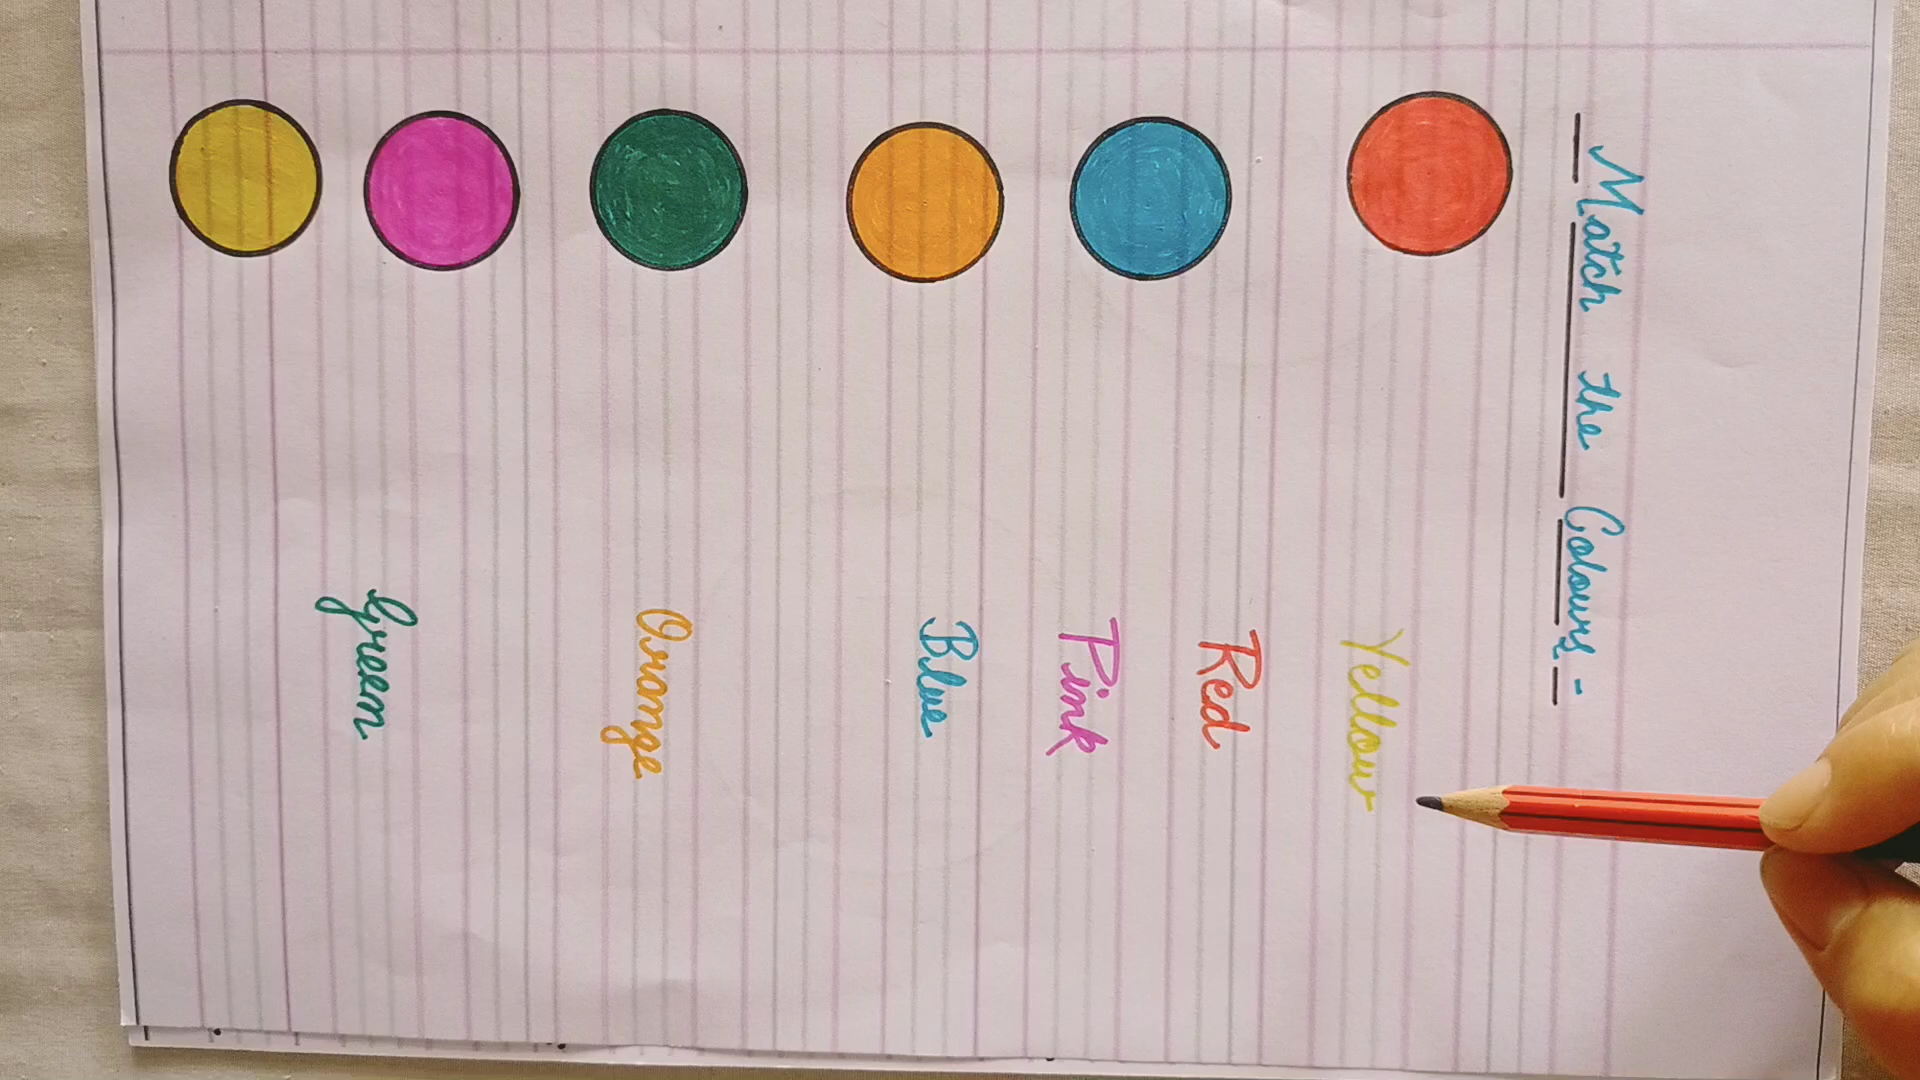 Match the Colours -
Yellow
Red
Pink
Blue
Orange
Green